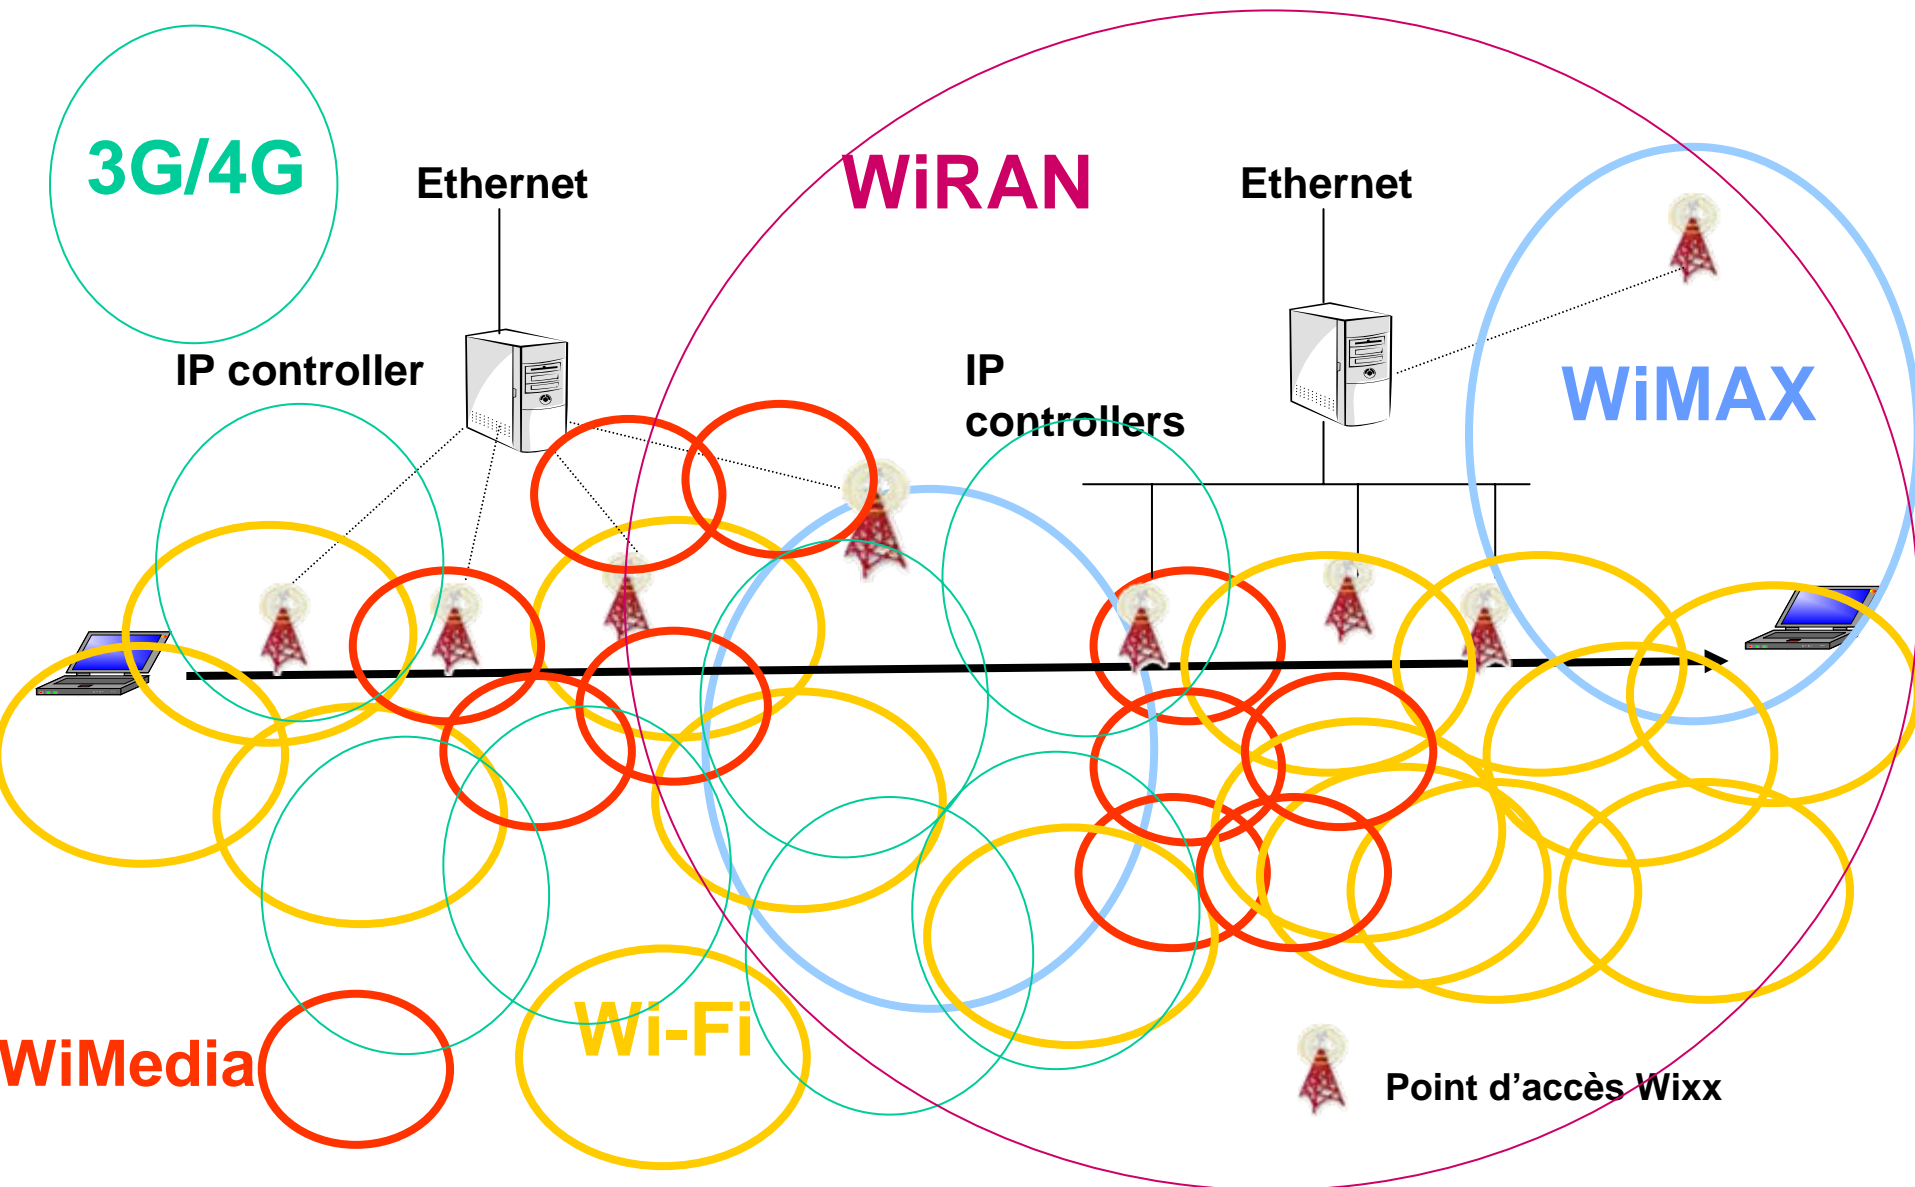 3G/4G
Ethernet
WiRAN
Ethernet
IP controller
IP
controllers
WiMAX
WiMedia
Wi-Fi
Point d'accès Wixx